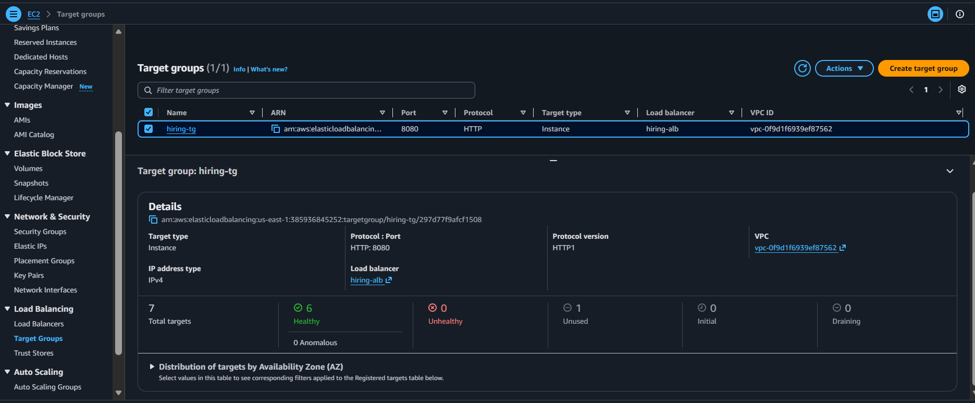 EC2 > Target groups
Savings Plans
Reserved Instances
Dedicated Hosts
Capacity Reservations
Capacity Manager New
Images
AMIs
AMI Catalog
Elastic Block Store
Volumes
Snapshots
Lifecycle Manager
Network & Security
Security Groups
Elastic IPs
Placement Groups
Key Pairs
Network Interfaces
Load Balancing
Load Balancers
Target Groups
Trust Stores
Auto Scaling
Auto Scaling Groups
Target groups (1/1) Info | What's new?
Actions
Create target group
Filter target groups
1
Name ARN Port Protocol Target type Load balancer VPC ID
hiring-tg arn:aws:elasticloadbalancin... 8080 HTTP Instance hiring-alb vpc-0f9d1f6939ef87562
Target group: hiring-tg
Details
arn:aws:elasticloadbalancing:us-east-1:385936845252:targetgroup/hiring-tg/297d77f9afcf1508
Target type Protocol : Port Protocol version VPC
Instance HTTP: 8080 HTTP1 vpc-0f9d1f6939ef87562
IP address type Load balancer
IPv4 hiring-alb
7 6 0 1 0 0
Total targets Healthy Unhealthy Unused Initial Draining
0 Anomalous
Distribution of targets by Availability Zone (AZ)
Select values in this table to see corresponding filters applied to the Registered targets table below.